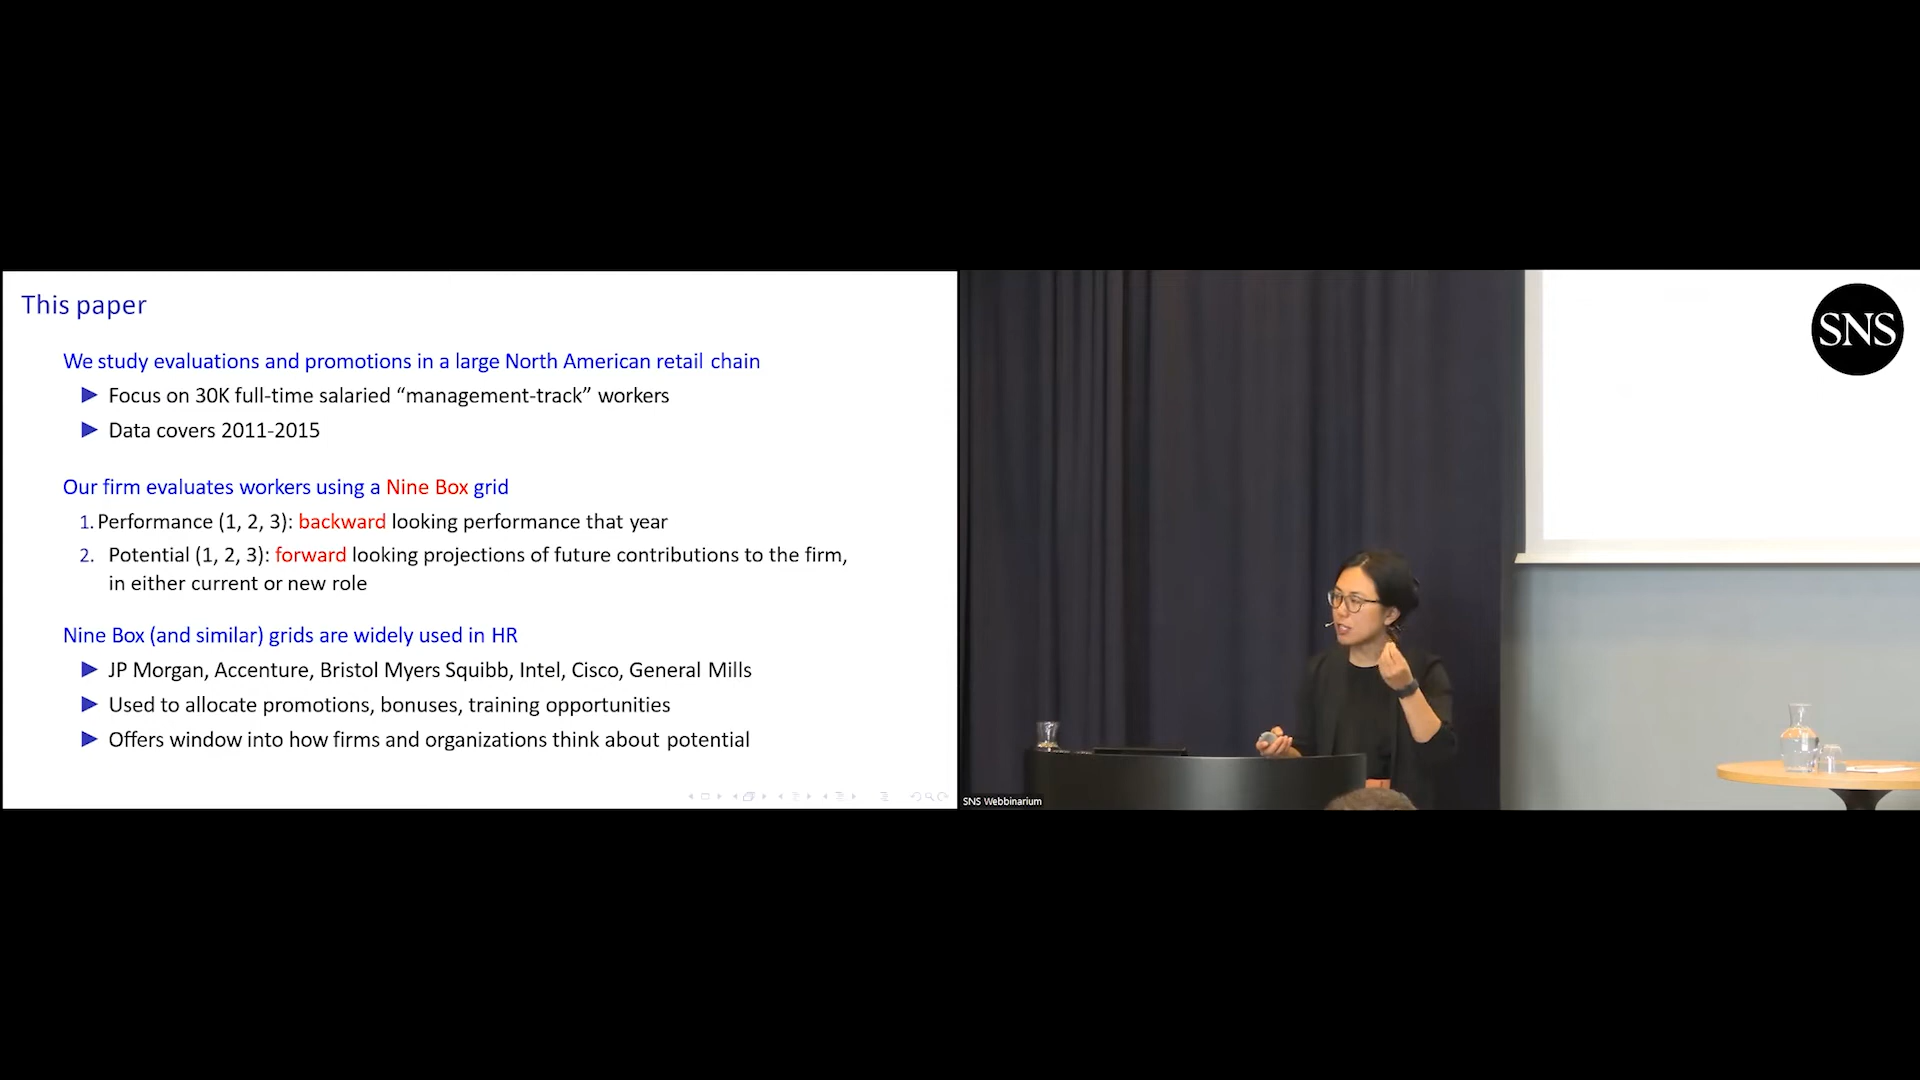 This paper
We study evaluations and promotions in a large North American retail chain
Focus on 30K full-time salaried “management-track” workers
Data covers 2011-2015
Our firm evaluates workers using a Nine Box grid
1. Performance (1, 2, 3): backward looking performance that year
2. Potential (1, 2, 3): forward looking projections of future contributions to the firm,
in either current or new role
Nine Box (and similar) grids are widely used in HR
JP Morgan, Accenture, Bristol Myers Squibb, Intel, Cisco, General Mills
Used to allocate promotions, bonuses, training opportunities
Offers window into how firms and organizations think about potential
SNS
SNS Webbinarium